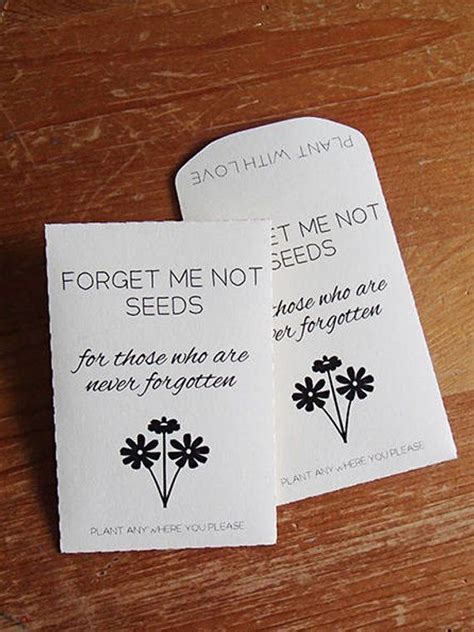 FORGET ME NOT
SEEDS
for those who are
never forgotten
PLANT ANY WHERE YOU PLEASE
PLANT WITH LOVE
ET ME NOT
SEEDS
those who are
ver forgotten
PLANT ANY WHERE YOU PLEASE